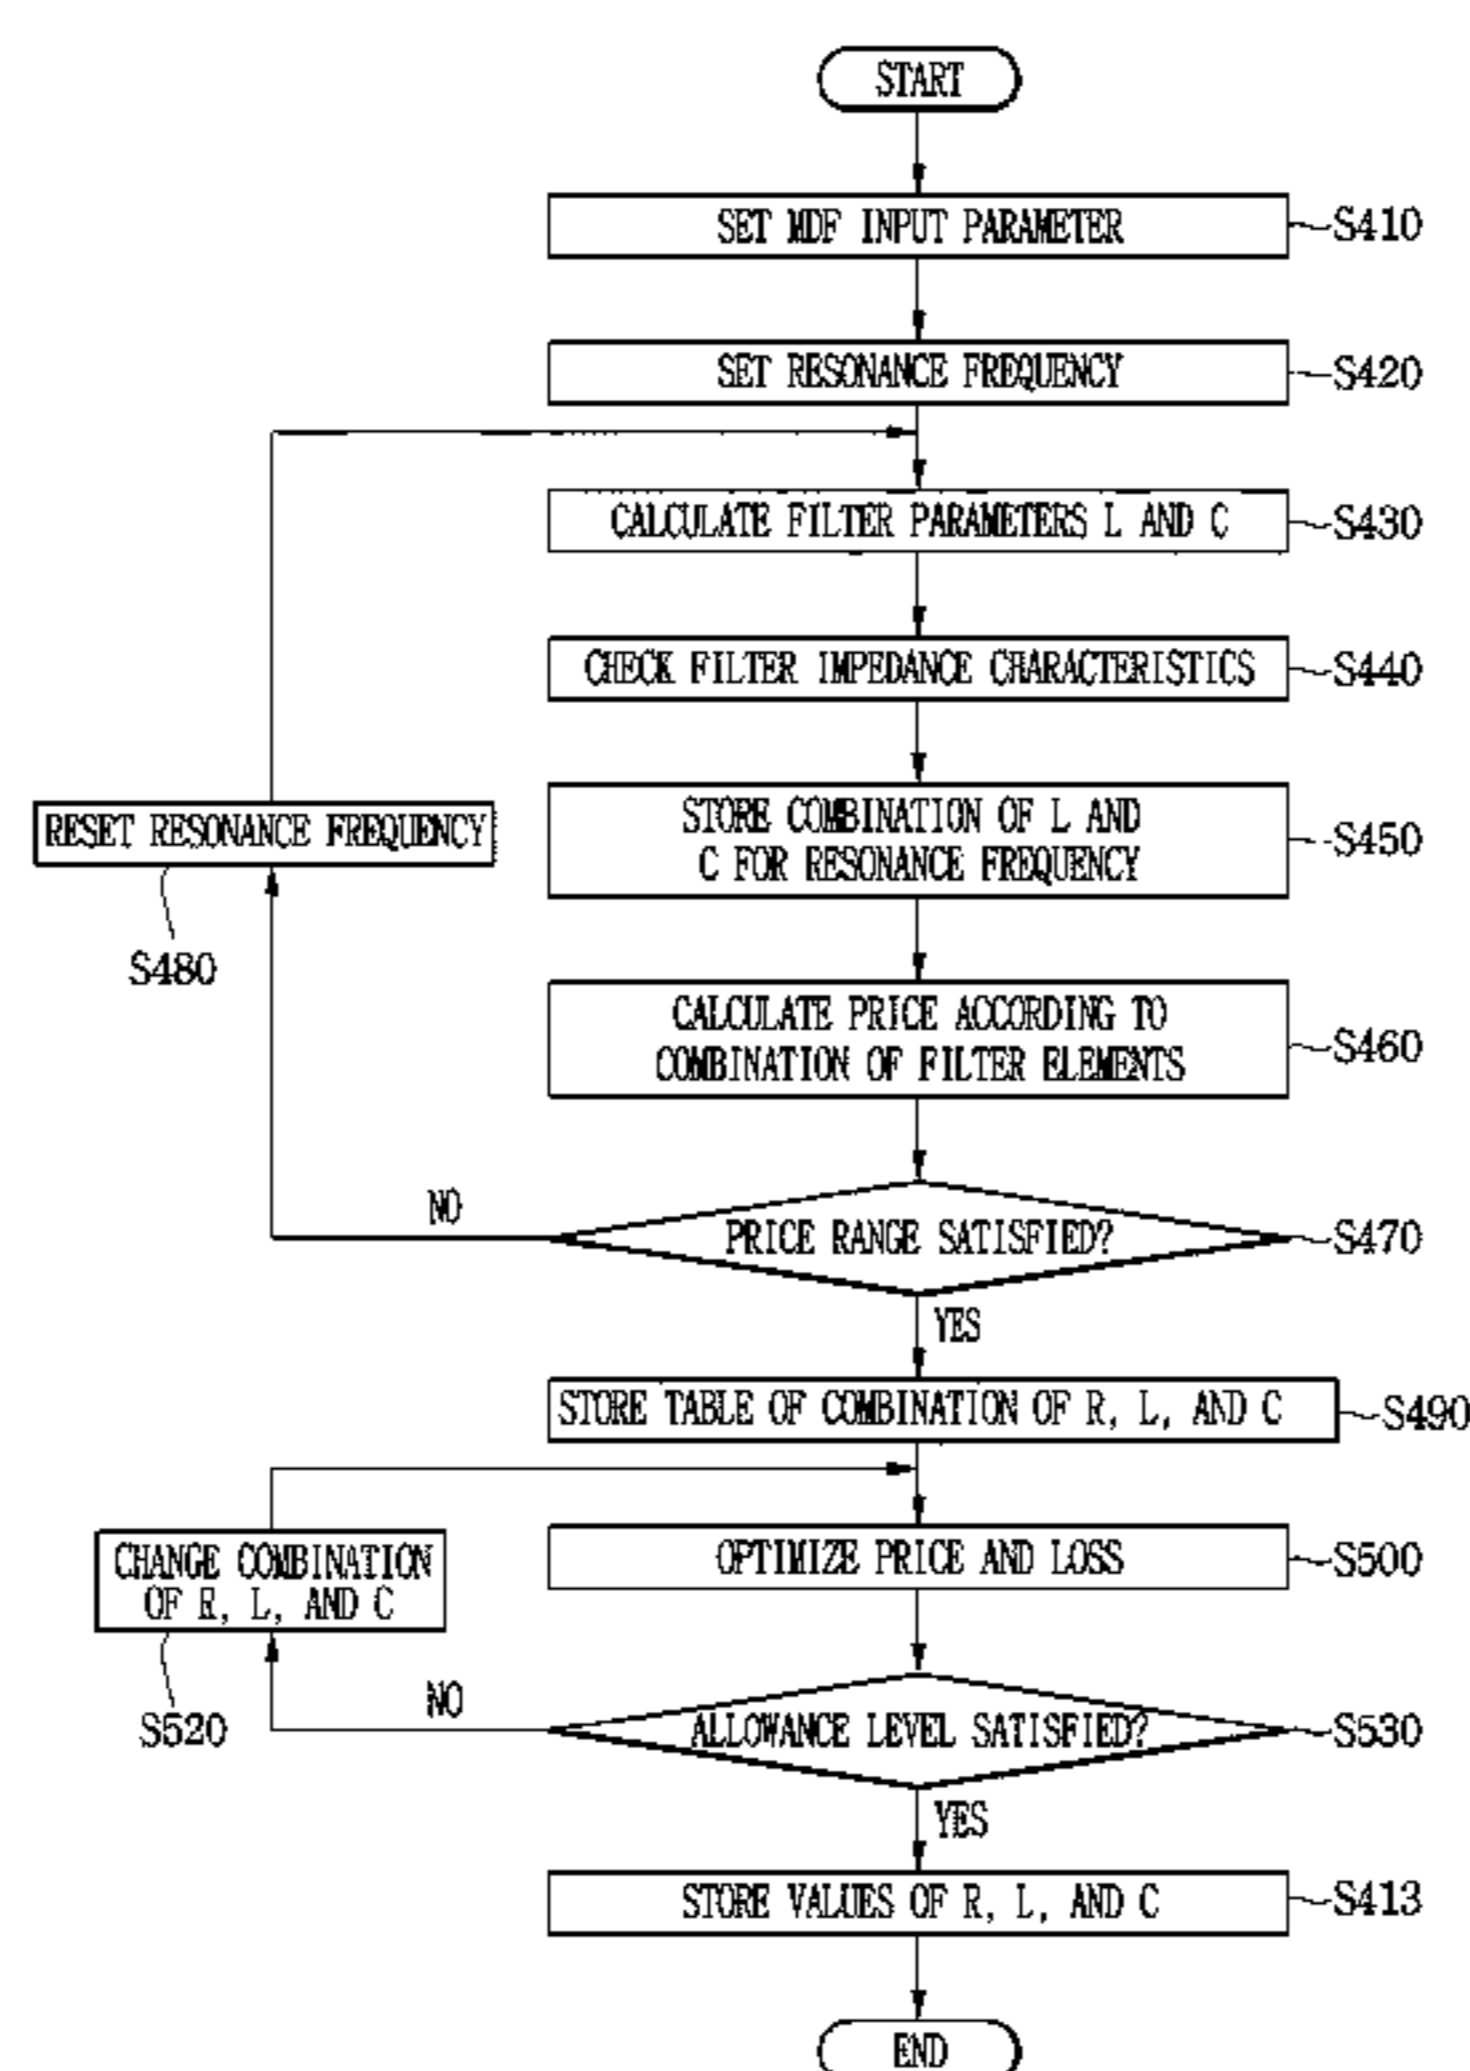 START
SET MDF INPUT PARAMETER
S410
SET RESONANCE FREQUENCY
S420
CALCULATE FILTER PARAMETERS L AND C
S430
CHECK FILTER IMPEDANCE CHARACTERISTICS
S440
STORE COMBINATION OF L AND
C FOR RESONANCE FREQUENCY
S450
RESET RESONANCE FREQUENCY
S480
CALCULATE PRICE ACCORDING TO
COMBINATION OF FILTER ELEMENTS
S460
NO
PRICE RANGE SATISFIED?
S470
YES
STORE TABLE OF COMBINATION OF R, L, AND C
S490
OPTIMIZE PRICE AND LOSS
S500
CHANGE COMBINATION
OF R, L, AND C
S520
NO
ALLOWANCE LEVEL SATISFIED?
S530
YES
STORE VALUES OF R, L, AND C
S413
END